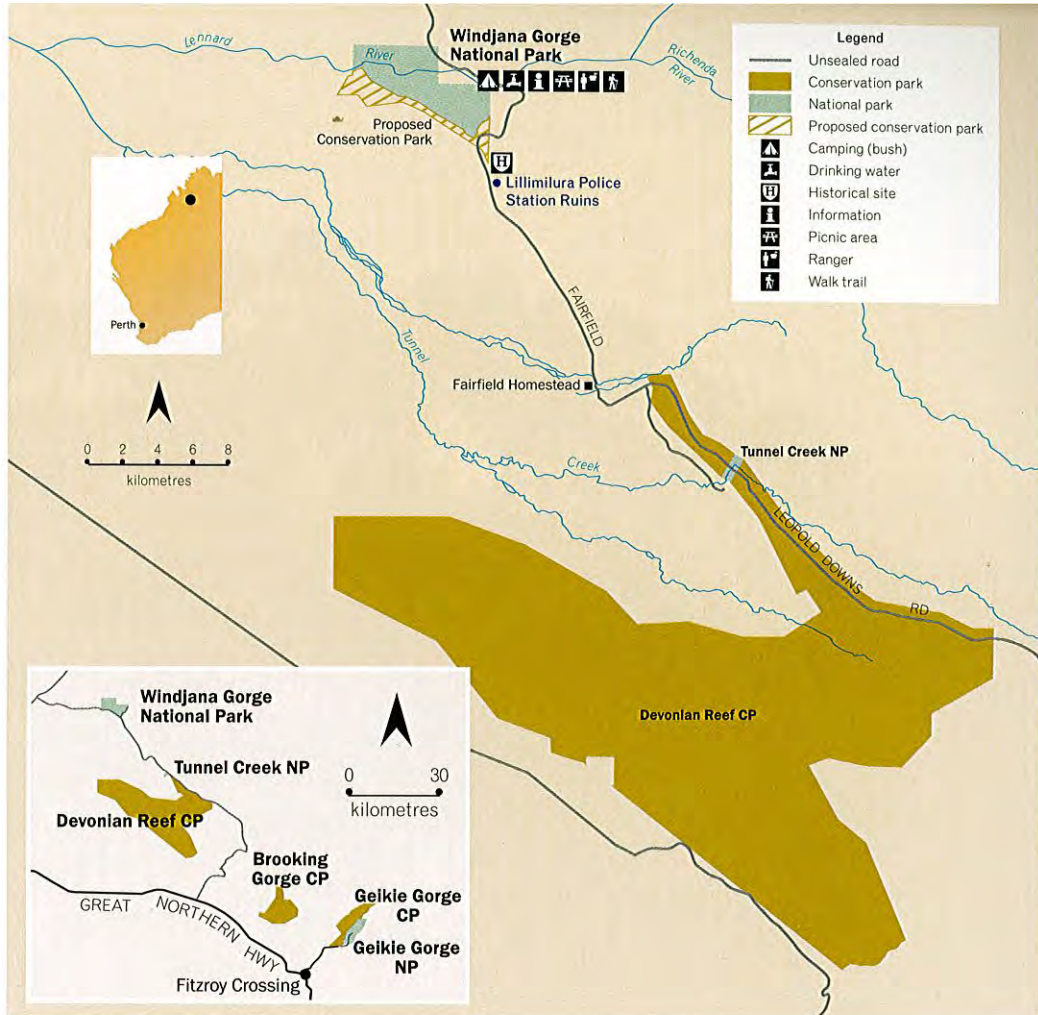 Lennard
River
Windjana Gorge
National Park
Richenda
River
Proposed
Conservation Park
H
Lillimilura Police
Station Ruins
Legend
Unsealed road
Conservation park
National park
Proposed conservation park
Camping (bush)
Drinking water
H
Historical site
Information
Picnic area
Ranger
Walk trail
Perth
0 2 4 6 8
kilometres
FAIRFIELD
Tunnel
Fairfield Homestead
Creek
Tunnel Creek NP
LEOPOLD DOWNS
RD
Devonian Reef CP
Windjana Gorge
National Park
0 30
kilometres
Tunnel Creek NP
Devonian Reef CP
Brooking
Gorge CP
Geikie Gorge
CP
Geikie Gorge
NP
GREAT NORTHERN HWY
Fitzroy Crossing